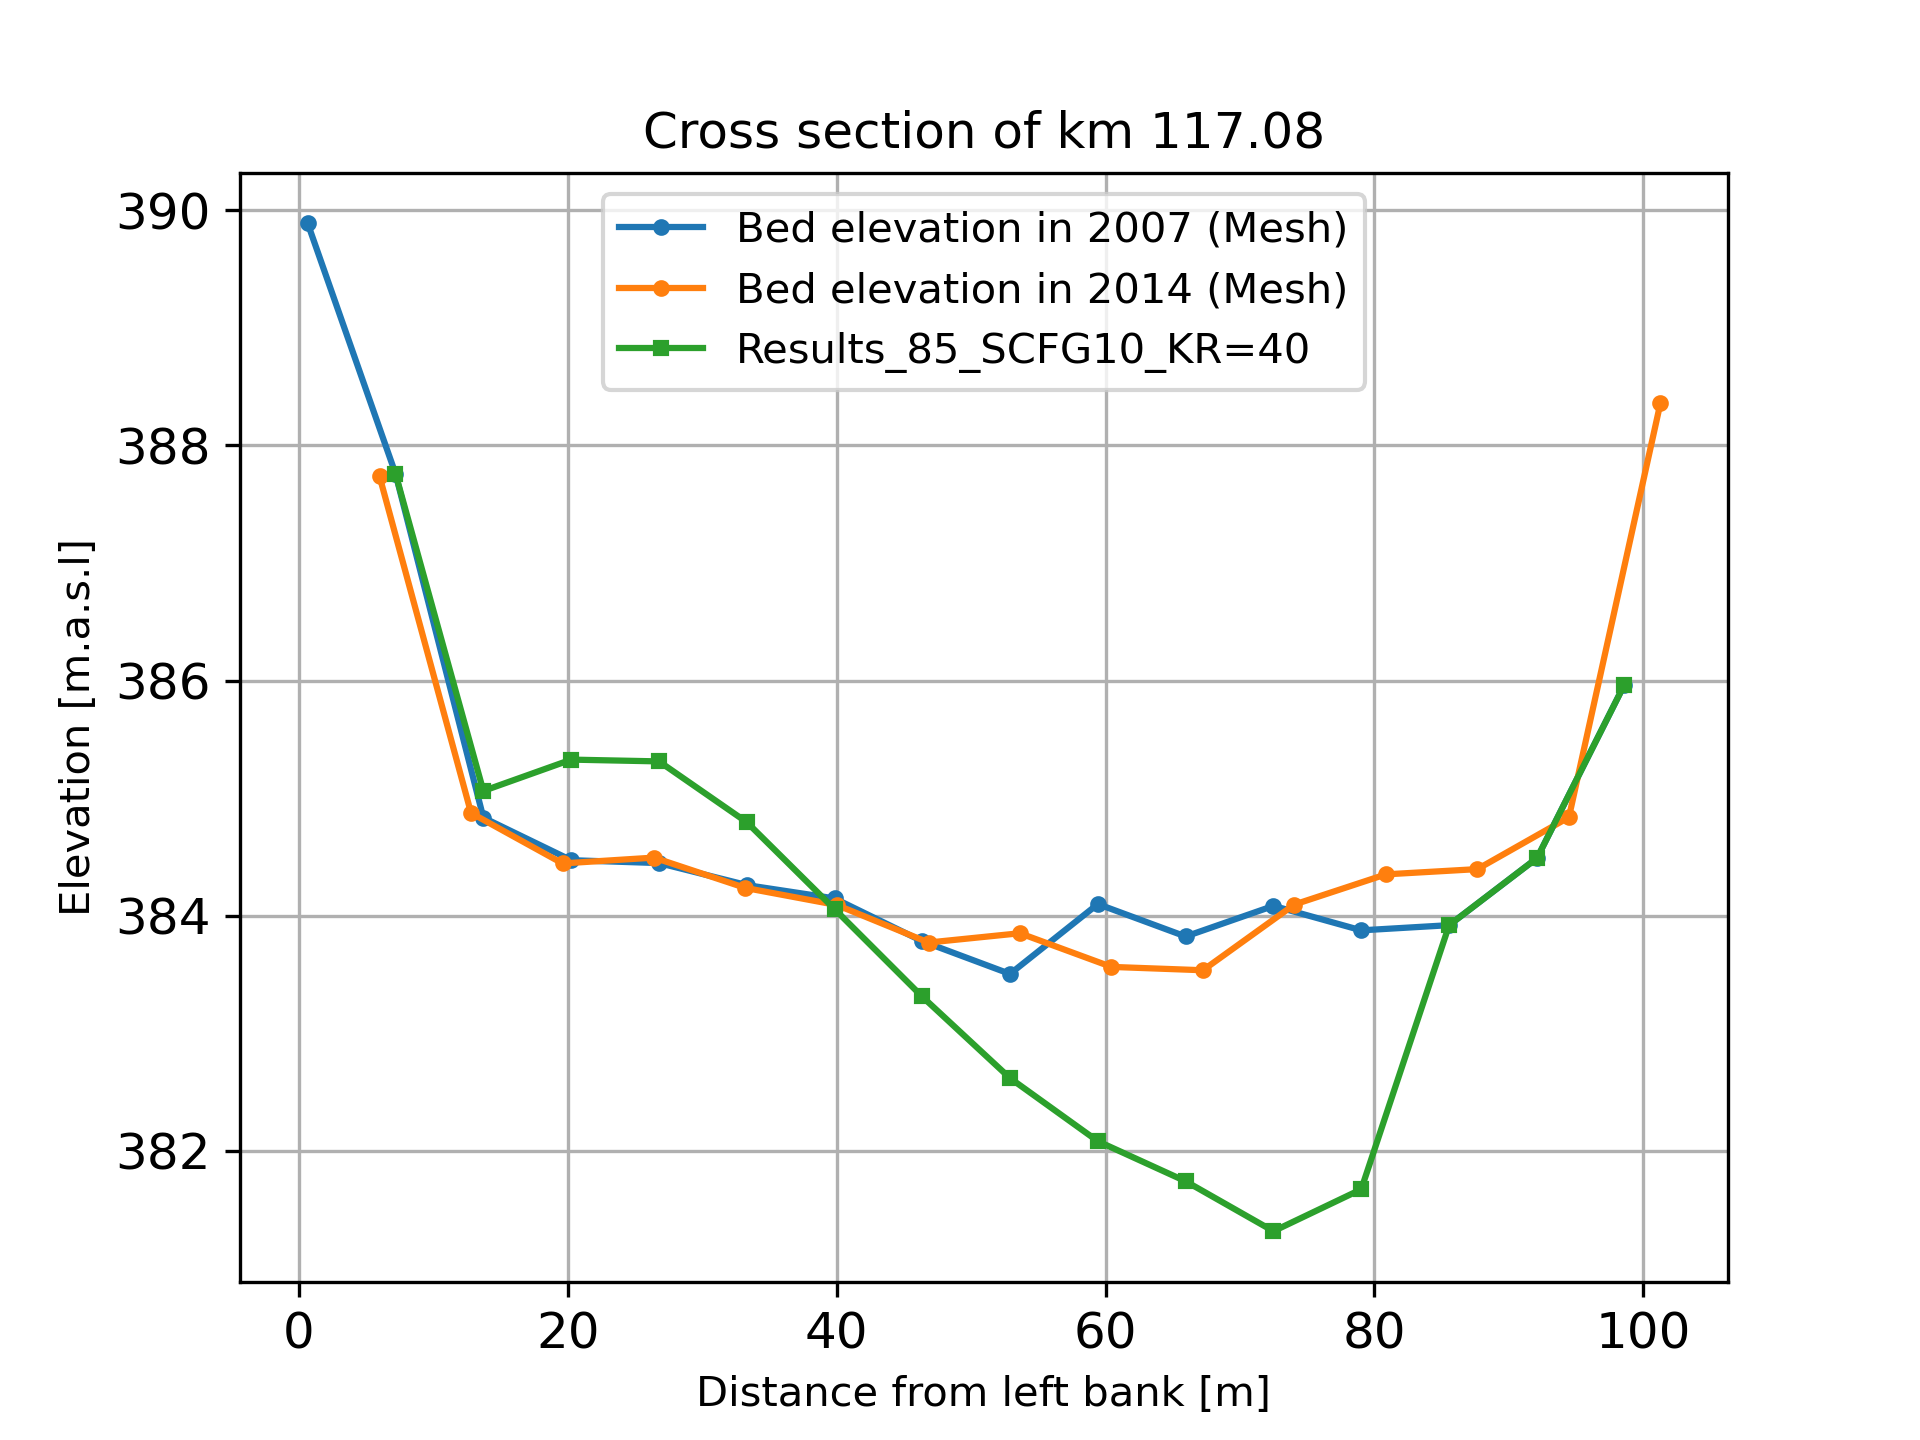 Cross section of km 117.08
Bed elevation in 2007 (Mesh)
Bed elevation in 2014 (Mesh)
Results_85_SCFG10_KR=40
Elevation [m.a.s.l]
390
388
386
384
382
0 20 40 60 80 100
Distance from left bank [m]